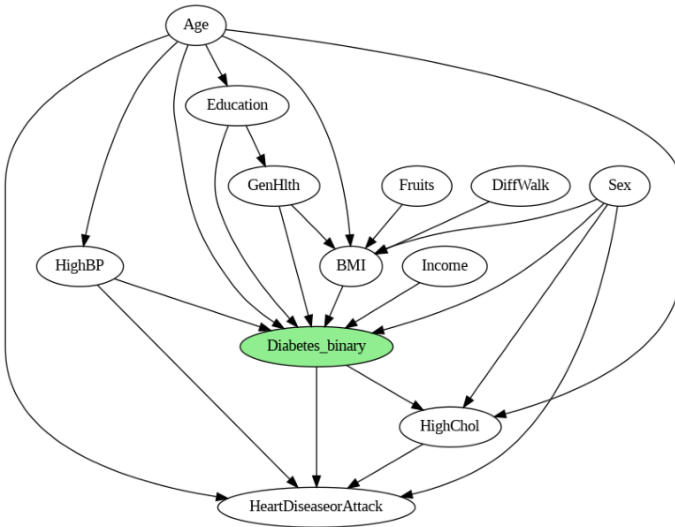 Age
Education
GenHlth
Fruits
DiffWalk
Sex
HighBP
BMI
Income
Diabetes_binary
HighChol
HeartDiseaseorAttack